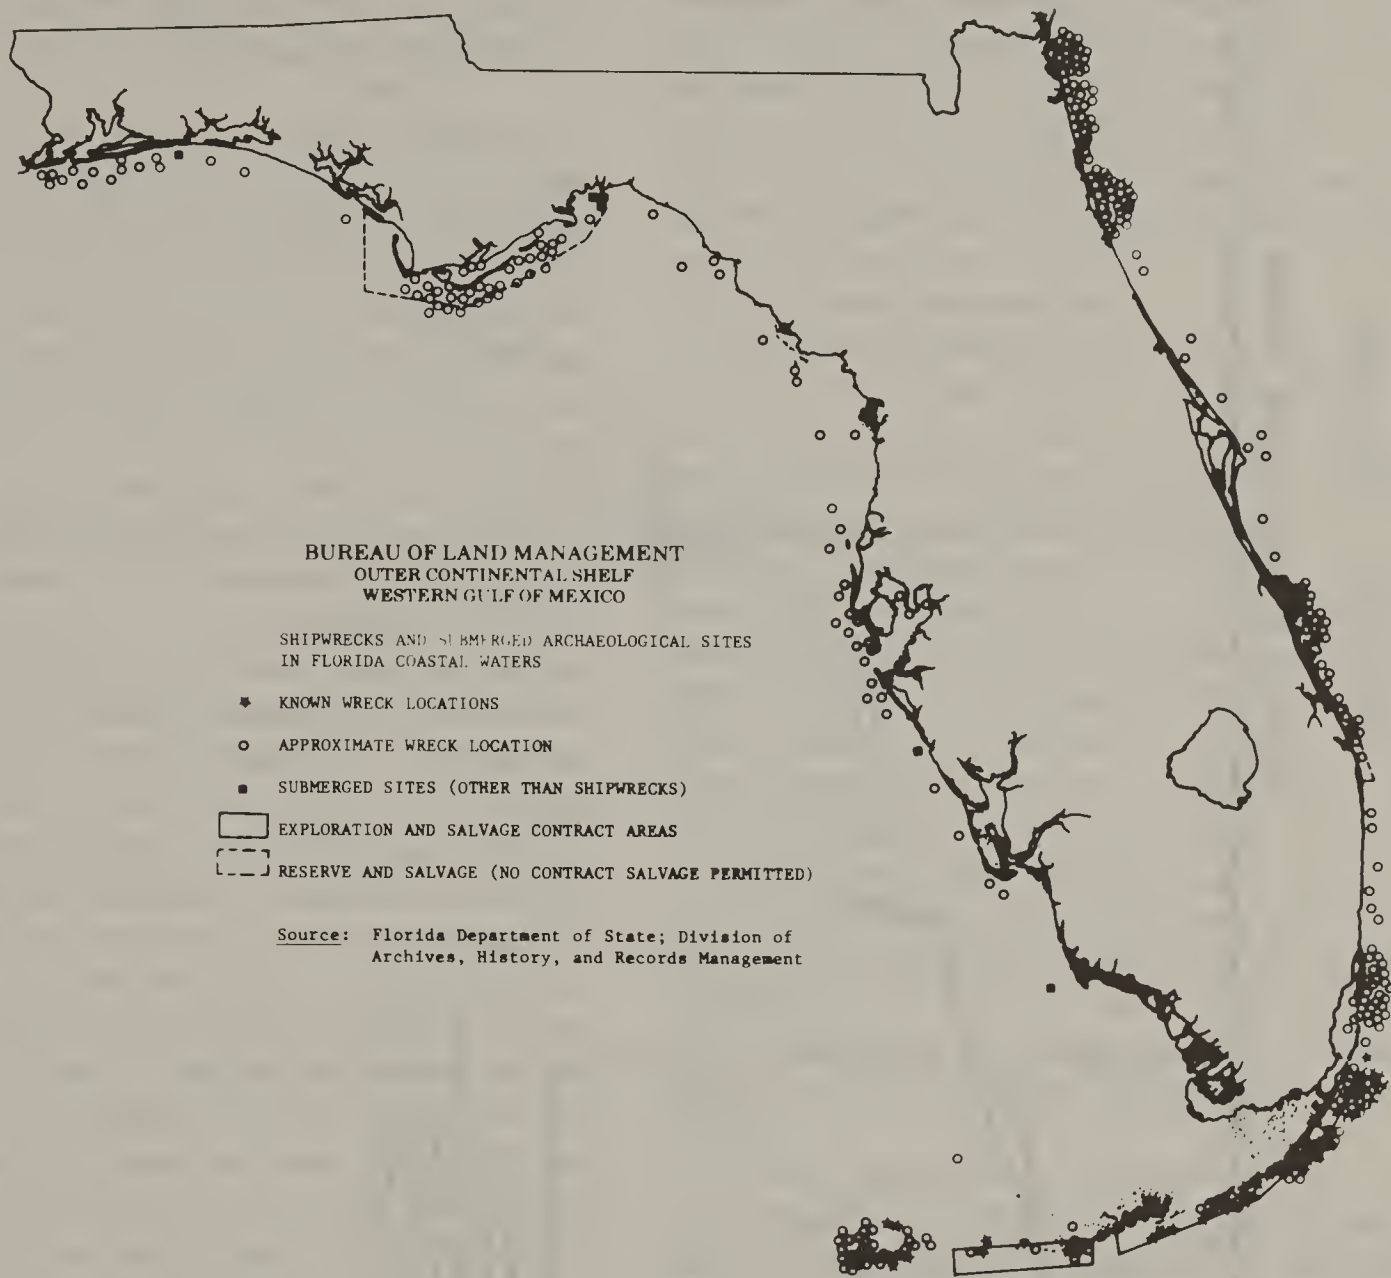 BUREAU OF LAND MANAGEMENT
OUTER CONTINENTAL SHELF
WESTERN GULF OF MEXICO
SHIPWRECKS AND SUBMERGED ARCHAEOLOGICAL SITES
IN FLORIDA COASTAL WATERS
KNOWN WRECK LOCATIONS
APPROXIMATE WRECK LOCATION
SUBMERGED SITES (OTHER THAN SHIPWRECKS)
EXPLORATION AND SALVAGE CONTRACT AREAS
RESERVE AND SALVAGE (NO CONTRACT SALVAGE PERMITTED)
Source: Florida Department of State; Division of
Archives, History, and Records Management